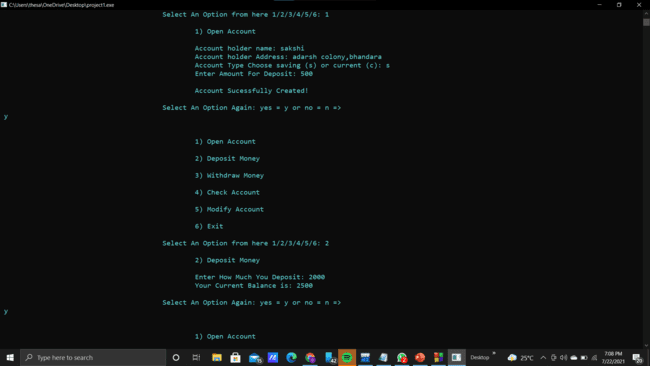 C:\Users\thesa\OneDrive\Desktop\project1.exe
Select An Option from here 1/2/3/4/5/6: 1
1) Open Account
Account holder name: sakshi
Account holder Address: adarsh colony,bhandara
Account Type Choose saving (s) or current (c): s
Enter Amount For Deposit: 500
Account Sucessfully Created!
Select An Option Again: yes = y or no = n =>
y
1) Open Account
2) Deposit Money
3) Withdraw Money
4) Check Account
5) Modify Account
6) Exit
Select An Option from here 1/2/3/4/5/6: 2
2) Deposit Money
Enter How Much You Deposit: 2000
Your Current Balance is: 2500
Select An Option Again: yes = y or no = n =>
y
1) Open Account
Type here to search
Desktop
25°C
7:08 PM
7/22/2021